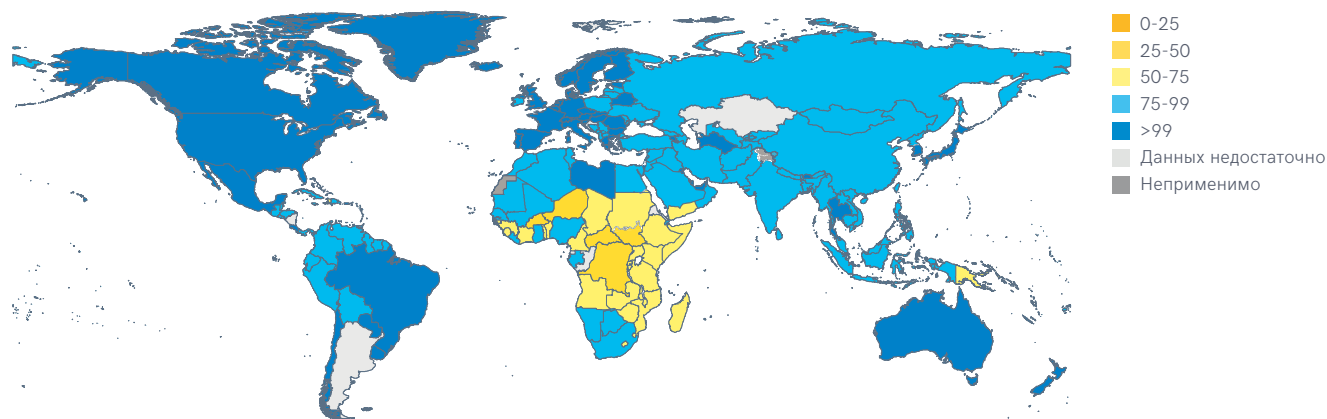 0-25
25-50
50-75
75-99
>99
Данных недостаточно
Неприменимо